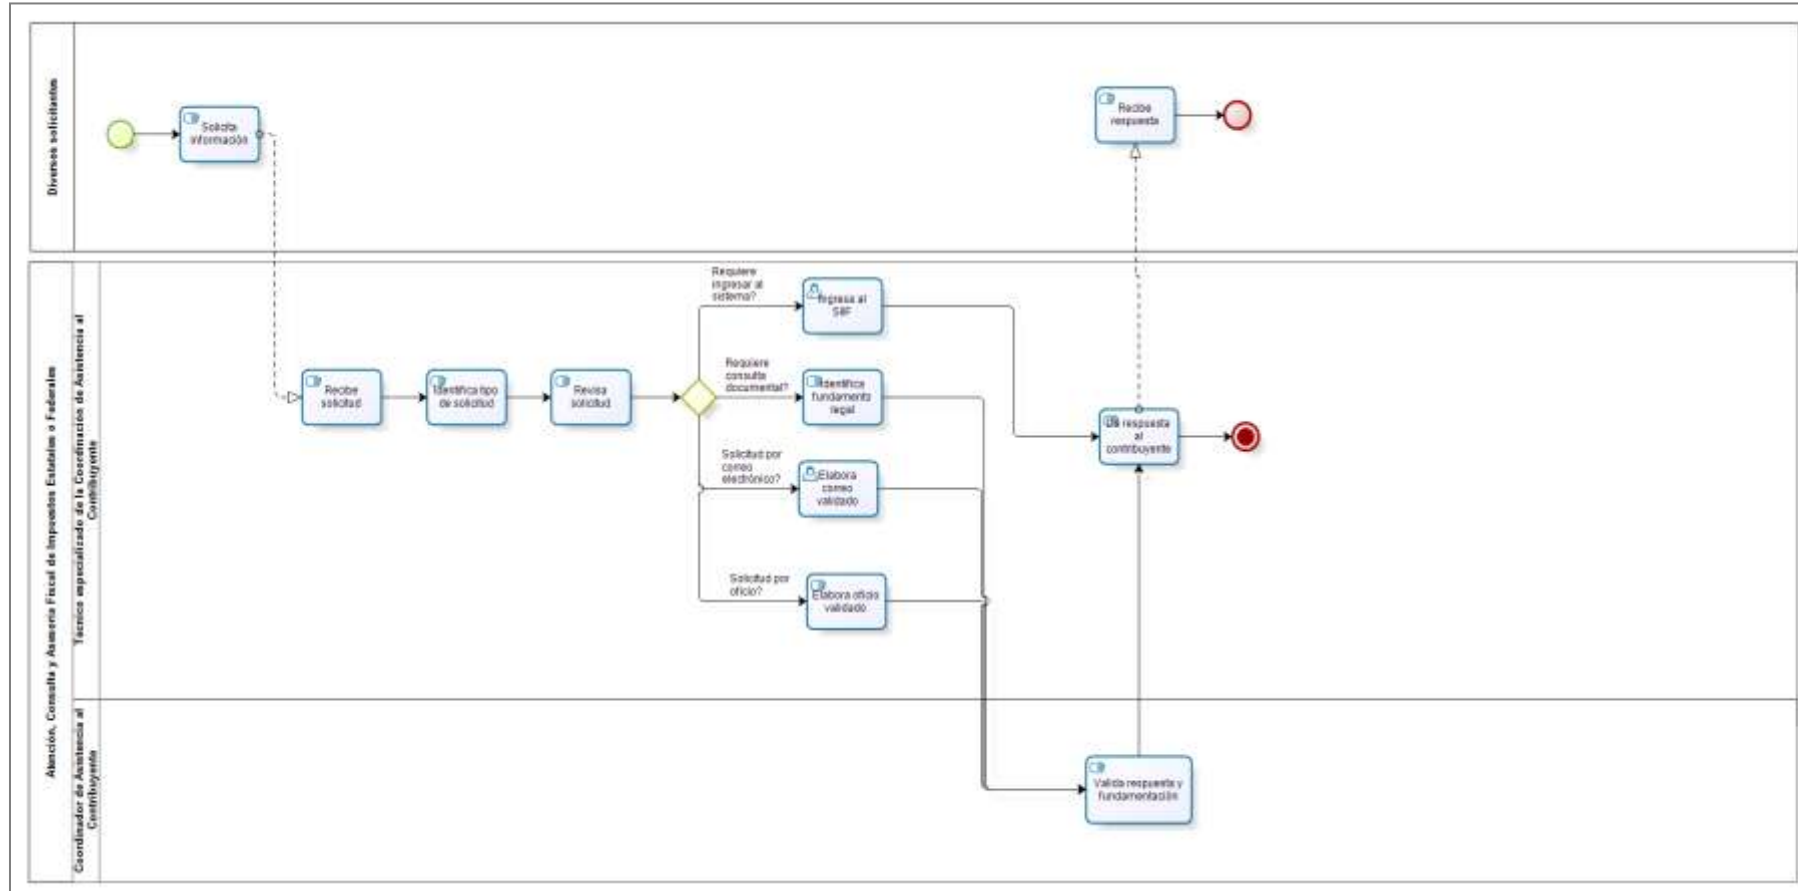 Diversos solicitantes
Solicita
información
Recibe
respuesta
Atención, Consulta y Asesoría Fiscal de Impuestos Estatales o Federales
Técnico especializado de la Coordinación de Asistencia al
Contribuyente
Recibe
solicitud
Identifica tipo
de solicitud
Revisa
solicitud
Requiere
ingresar al
sistema?
Ingresa al
SIIF
Requiere
consulta
documental?
Identifica
fundamento
legal
Solicitud por
correo
electrónico?
Elabora
correo
validado
Solicitud por
oficio?
Elabora oficio
validado
Da respuesta
al
contribuyente
Coordinador de Asistencia al
Contribuyente
Valida respuesta y
fundamentación